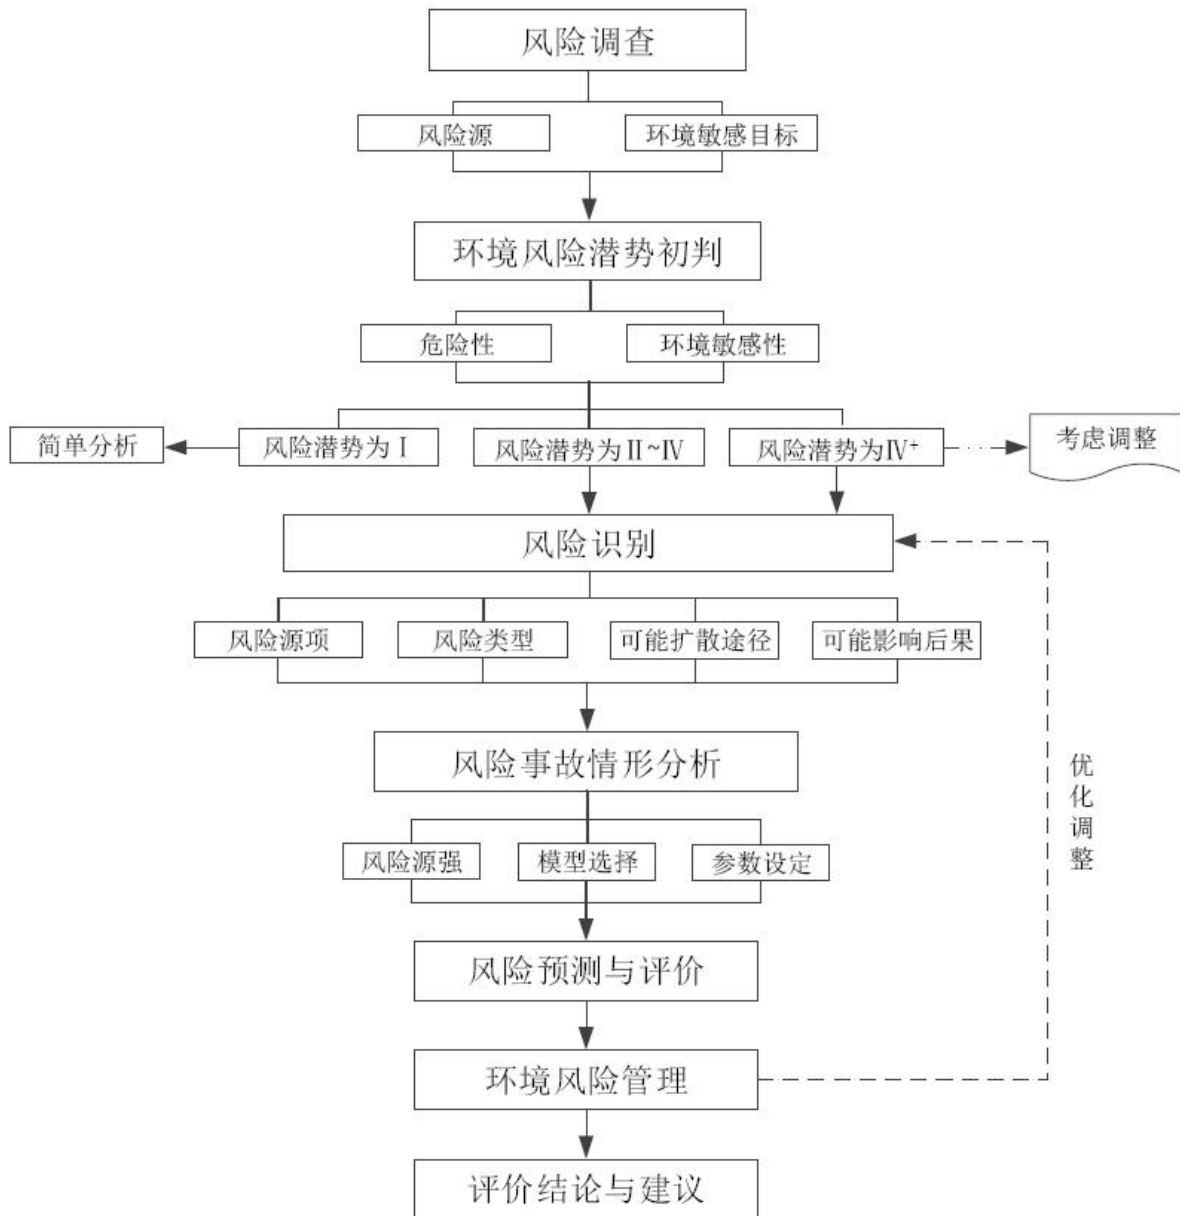 风险调查
风险源
环境敏感目标
环境风险潜势初判
危险性
环境敏感性
简单分析
风险潜势为Ⅰ
风险潜势为Ⅱ~Ⅳ
风险潜势为Ⅳ⁺
考虑调整
风险识别
风险源项
风险类型
可能扩散途径
可能影响后果
风险事故情形分析
优化调整
风险源强
模型选择
参数设定
风险预测与评价
环境风险管理
评价结论与建议